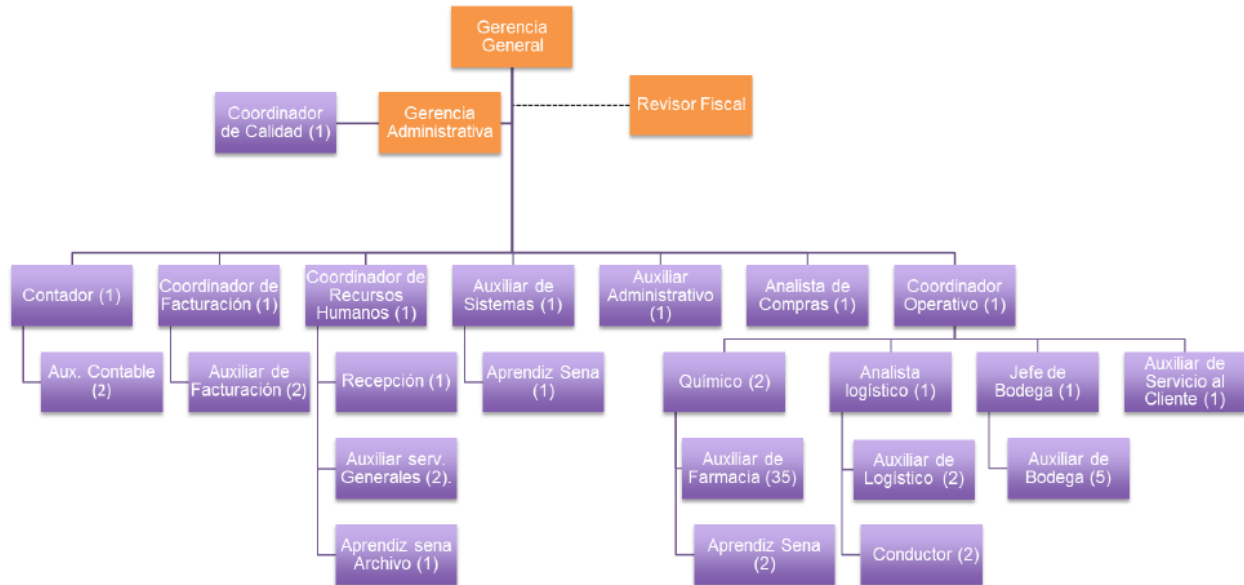 Gerencia
General
Coordinador
de Calidad (1)
Gerencia
Administrativa
Revisor Fiscal
Contador (1)
Coordinador de
Facturación (1)
Coordinador de
Recursos
Humanos (1)
Auxiliar de
Sistemas (1)
Auxiliar
Administrativo
(1)
Analista de
Compras (1)
Coordinador
Operativo (1)
Aux. Contable
(2)
Auxiliar de
Facturación (2)
Recepción (1)
Aprendiz Sena
(1)
Químico (2)
Analista
logístico (1)
Jefe de
Bodega (1)
Auxiliar de
Servicio al
Cliente (1)
Auxiliar serv.
Generales (2).
Auxiliar de
Farmacia (35)
Auxiliar de
Logístico (2)
Auxiliar de
Bodega (5)
Aprendiz sena
Archivo (1)
Aprendiz Sena
(2)
Conductor (2)